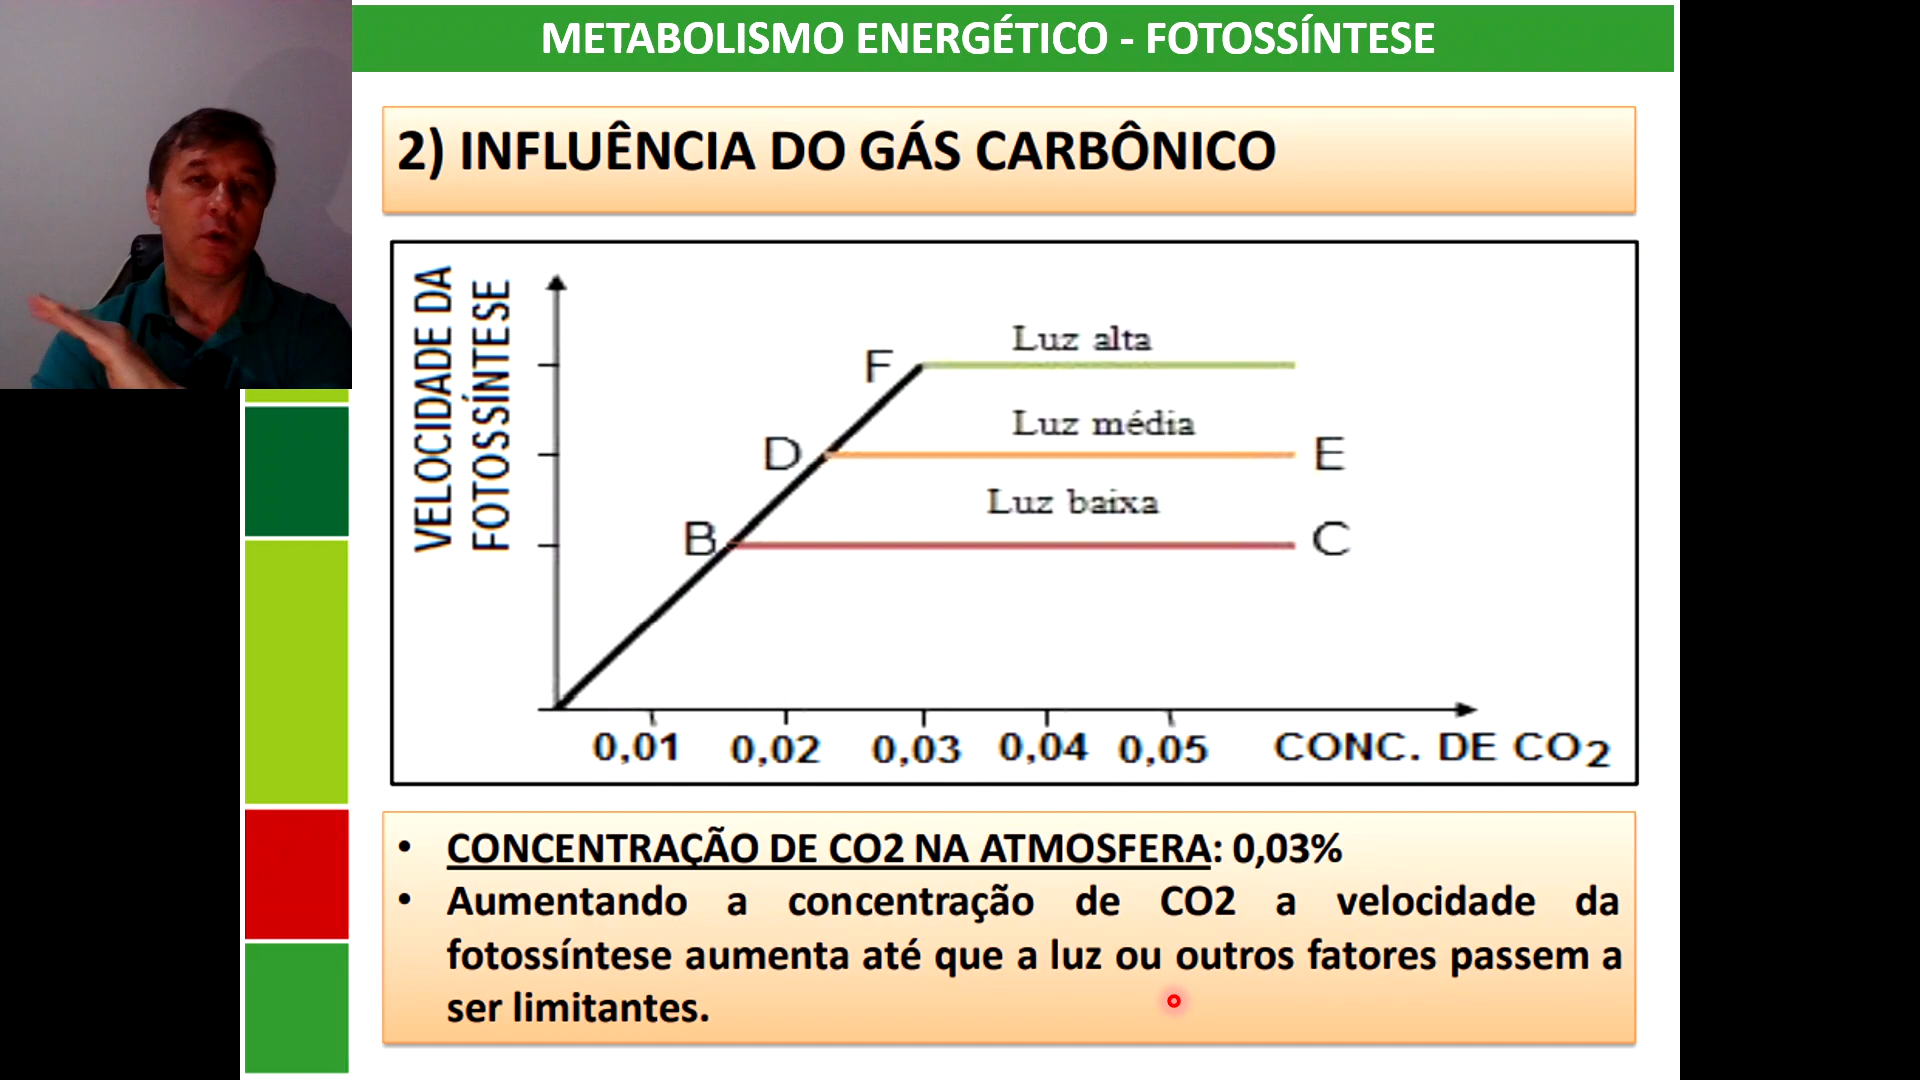 METABOLISMO ENERGÉTICO - FOTOSSÍNTESE
2) INFLUÊNCIA DO GÁS CARBÔNICO
VELOCIDADE DA
FOTOSSÍNTESE
Luz alta
F
Luz média
D
E
Luz baixa
B
C
0,01 0,02 0,03 0,04 0,05 CONC. DE CO2
• CONCENTRAÇÃO DE CO2 NA ATMOSFERA: 0,03%
• Aumentando a concentração de CO2 a velocidade da
fotossíntese aumenta até que a luz ou outros fatores passem a
ser limitantes.